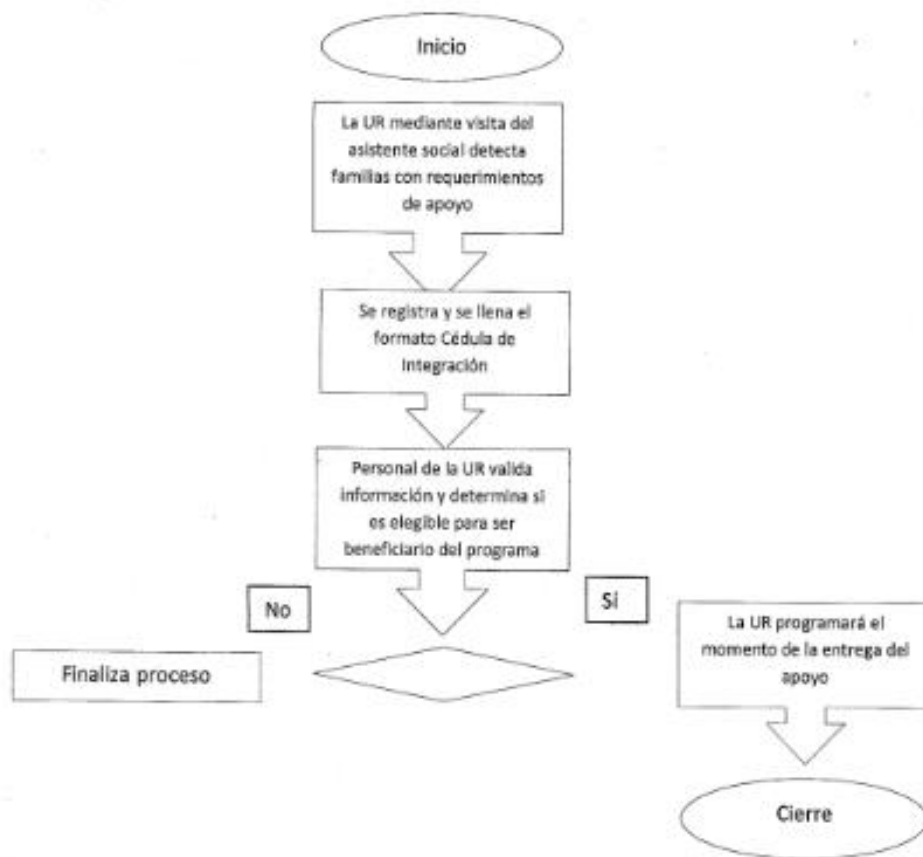 Inicio
La UR mediante visita del
asistente social detecta
familias con requerimientos
de apoyo
Se registra y se llena el
formato Cédula de
Integración
Personal de la UR valida
información y determina si
es elegible para ser
beneficiario del programa
No
Sí
Finaliza proceso
La UR programará el
momento de la entrega del
apoyo
Cierre